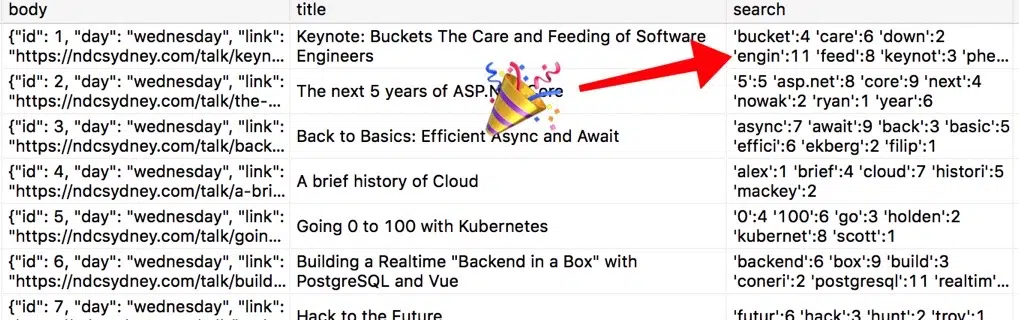 body title search
{"id": 1, "day": "wednesday", "link": Keynote: Buckets The Care and Feeding of Software 'bucket':4 'care':6 'down':2
"https://ndcsydney.com/talk/keyn... Engineers 'engin':11 'feed':8 'keynot':3 'phe...
{"id": 2, "day": "wednesday", "link": '5':5 'asp.net':8 'core':9 'next':4
The next 5 years of ASP.N
"https://ndcsydney.com/talk/the-... 'nowak':2 'ryan':1 'year':6
{"id": 3, "day": "wednesday", "link": 'async':7 'await':9 'back':3 'basic':5
Back to Basics: Efficient Async and Await
"https://ndcsydney.com/talk/back... 'effici':6 'ekberg':2 'filip':1
{"id": 4, "day": "wednesday", "link": 'alex':1 'brief':4 'cloud':7 'histori':5
A brief history of Cloud
"https://ndcsydney.com/talk/a-bri... 'mackey':2
{"id": 5, "day": "wednesday", "link": '0':4 '100':6 'go':3 'holden':2
Going 0 to 100 with Kubernetes
"https://ndcsydney.com/talk/goin... 'kubernet':8 'scott':1
{"id": 6, "day": "wednesday", "link": Building a Realtime "Backend in a Box" with 'backend':6 'box':9 'build':3
"https://ndcsydney.com/talk/build... PostgreSQL and Vue 'coneri':2 'postgresql':11 'realtim'...
{"id": 7, "day": "wednesday", "link": Hack to the Future 'futur':6 'hack':3 'hunt':2 'troy':1